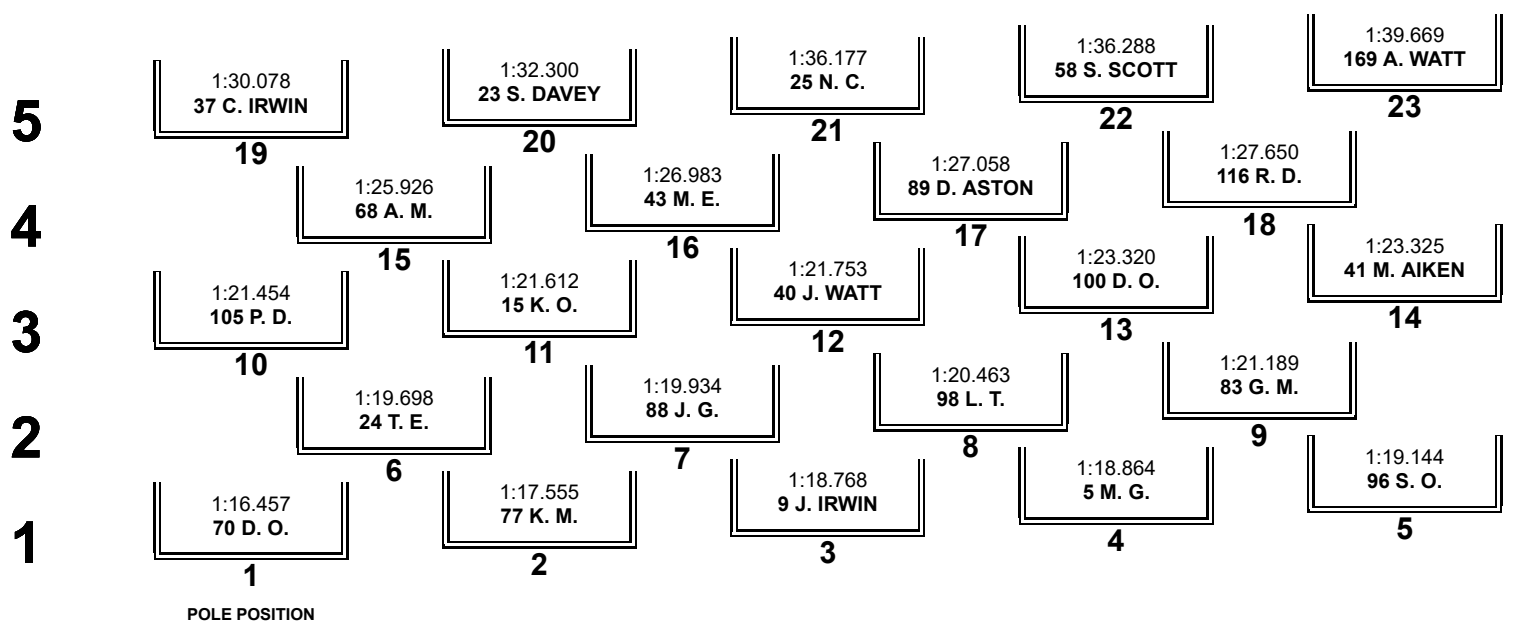 5
1:30.078
37 C. IRWIN
19
1:32.300
23 S. DAVEY
20
1:36.177
25 N. C.
21
1:36.288
58 S. SCOTT
22
1:39.669
169 A. WATT
23
4
1:25.926
68 A. M.
15
1:26.983
43 M. E.
16
1:27.058
89 D. ASTON
17
1:27.650
116 R. D.
18
3
1:21.454
105 P. D.
10
1:21.612
15 K. O.
11
1:21.753
40 J. WATT
12
1:23.320
100 D. O.
13
1:23.325
41 M. AIKEN
14
2
1:19.698
24 T. E.
6
1:19.934
88 J. G.
7
1:20.463
98 L. T.
8
1:21.189
83 G. M.
9
1
1:16.457
70 D. O.
1
1:17.555
77 K. M.
2
1:18.768
9 J. IRWIN
3
1:18.864
5 M. G.
4
1:19.144
96 S. O.
5
POLE POSITION